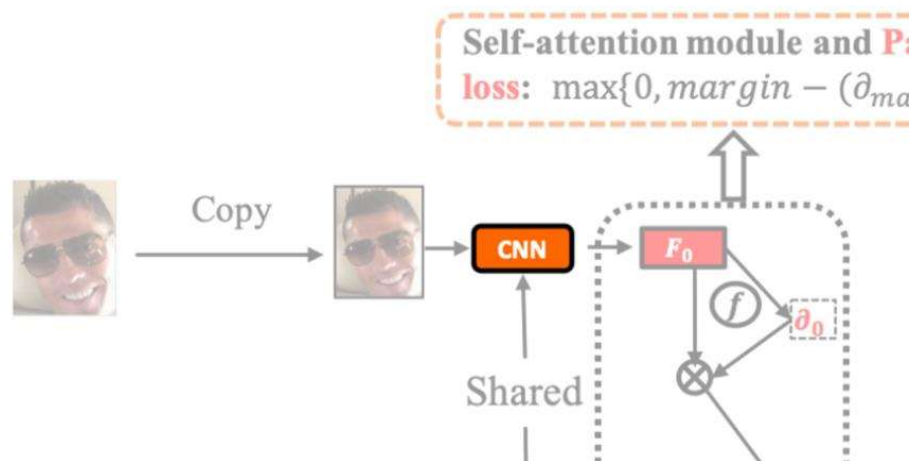 Self-attention module and Pa
loss: max{0, margin − (∂ma
Copy
CNN
F₀
f
∂₀
Shared